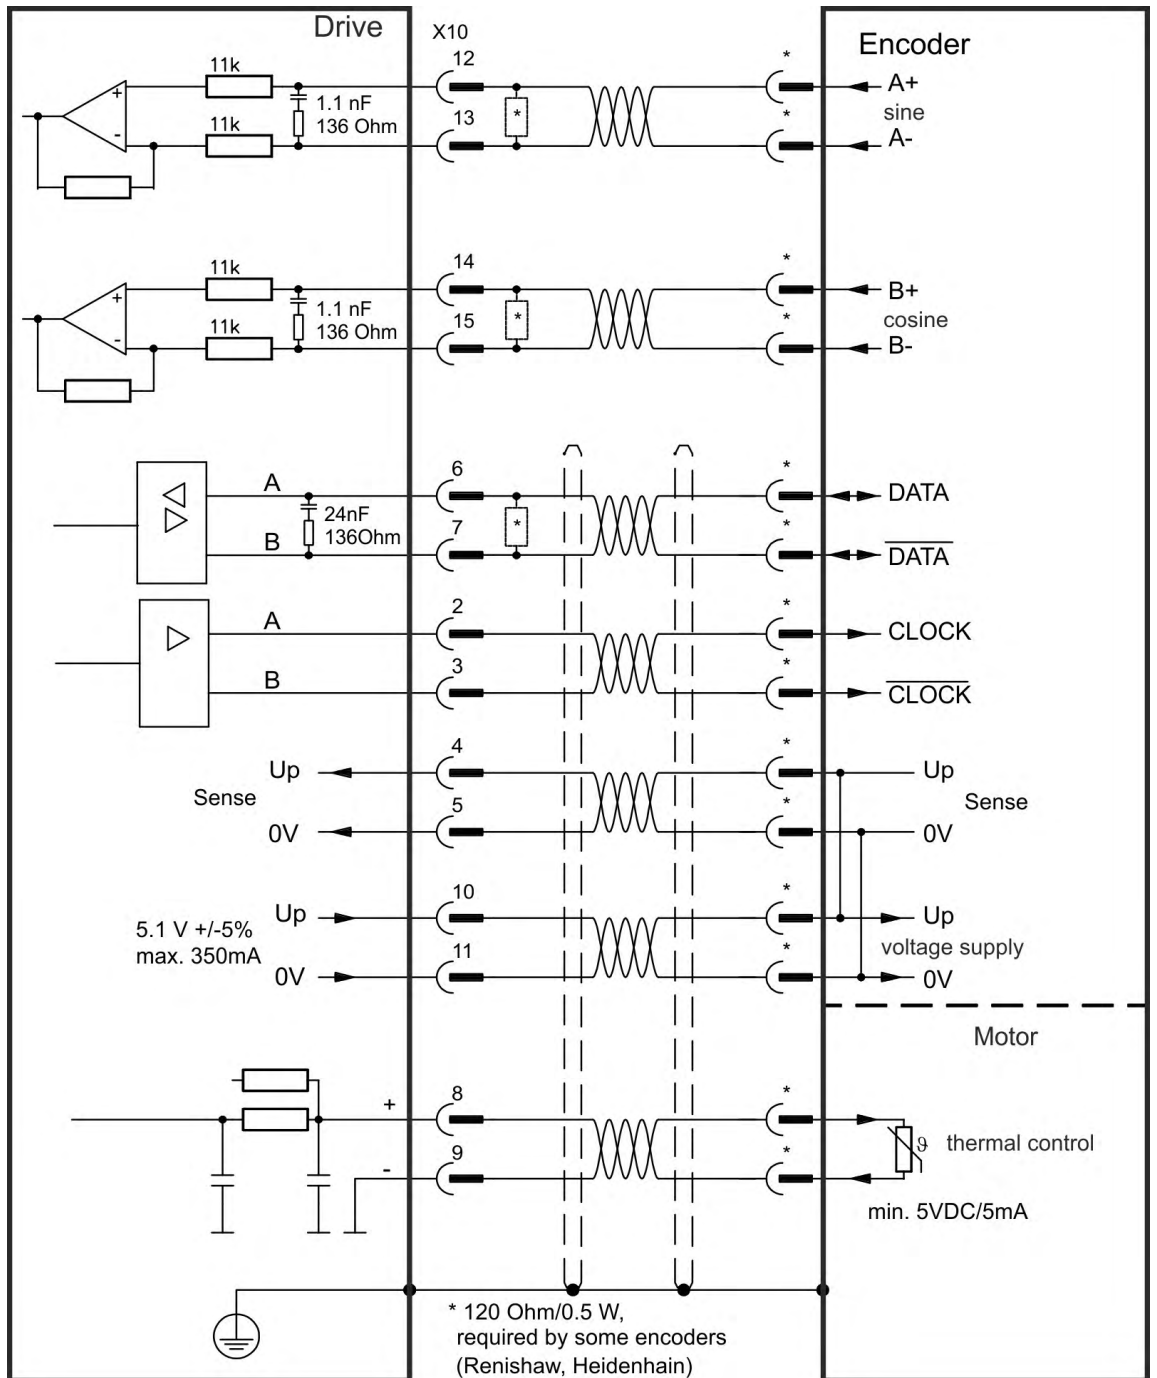 Drive
X10
Encoder
11k
12
*
A+
+
1.1 nF
*
sine
136 Ohm
11k
13
*
A-
-
11k
14
*
B+
+
1.1 nF
*
cosine
136 Ohm
11k
15
*
B-
-
A
6
*
DATA
24nF
*
136Ohm
B
7
*
DATA
A
2
*
CLOCK
B
3
*
CLOCK
Up
4
*
Up
Sense
Sense
0V
5
*
0V
Up
10
*
Up
5.1 V +/-5%
max. 350mA
voltage supply
0V
11
*
0V
Motor
+
8
*
ϑ thermal control
-
9
*
min. 5VDC/5mA
* 120 Ohm/0.5 W,
required by some encoders
(Renishaw, Heidenhain)